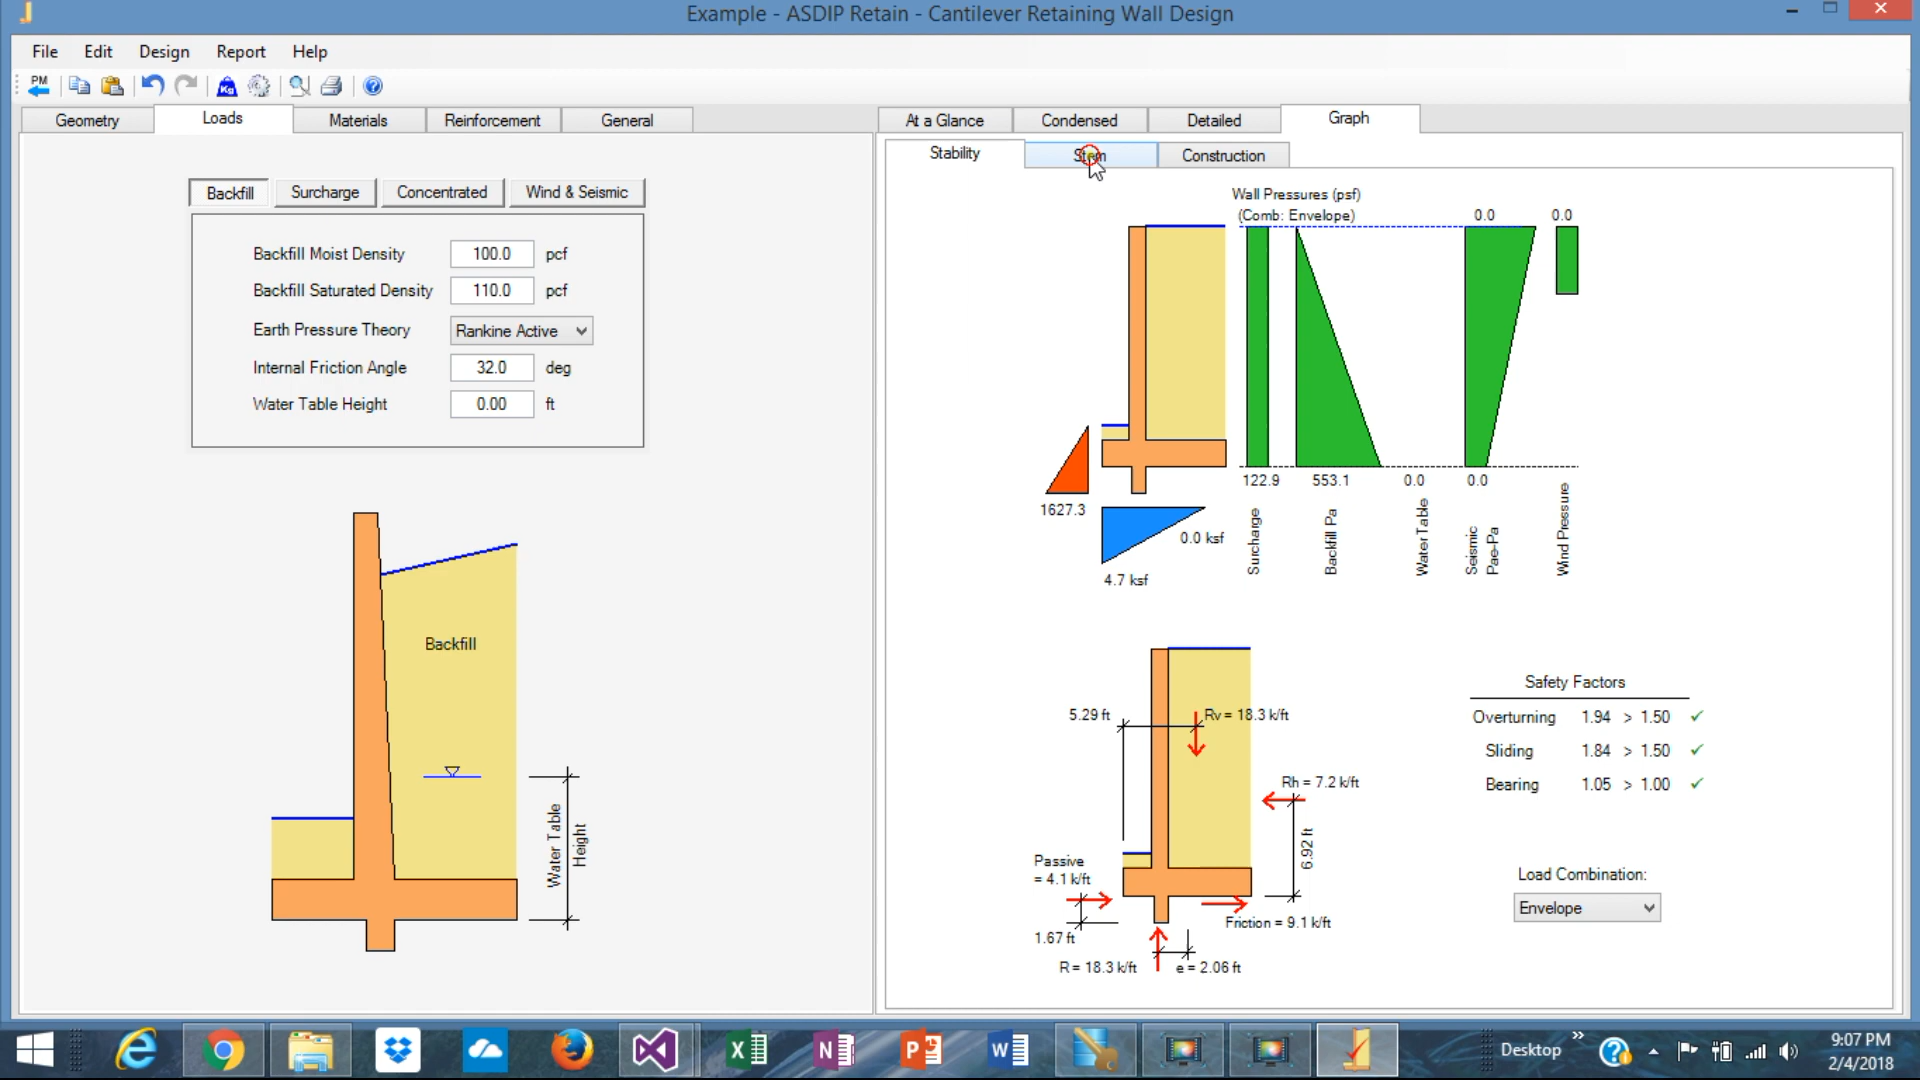 Example - ASDIP Retain - Cantilever Retaining Wall Design
File Edit Design Report Help
PM Kg
Geometry Loads Materials Reinforcement General
At a Glance Condensed Detailed Graph
Stability Stem Construction
Backfill Surcharge Concentrated Wind & Seismic
Backfill Moist Density 100.0 pcf
Backfill Saturated Density 110.0 pcf
Earth Pressure Theory Rankine Active
Internal Friction Angle 32.0 deg
Water Table Height 0.00 ft
Backfill
Water Table
Height
Wall Pressures (psf)
(Comb: Envelope) 0.0 0.0
122.9 553.1 0.0 0.0
1627.3
0.0 ksf
4.7 ksf
Surcharge
Backfill Pa
Water Table
Seismic
Pae-Pa
Wind Pressure
5.29 ft Rv = 18.3 k/ft
Rh = 7.2 k/ft
6.92 ft
Passive
= 4.1 k/ft
Friction = 9.1 k/ft
1.67 ft
R = 18.3 k/ft e = 2.06 ft
Safety Factors
Overturning 1.94 > 1.50 ✓
Sliding 1.84 > 1.50 ✓
Bearing 1.05 > 1.00 ✓
Load Combination:
Envelope
Desktop
9:07 PM
2/4/2018